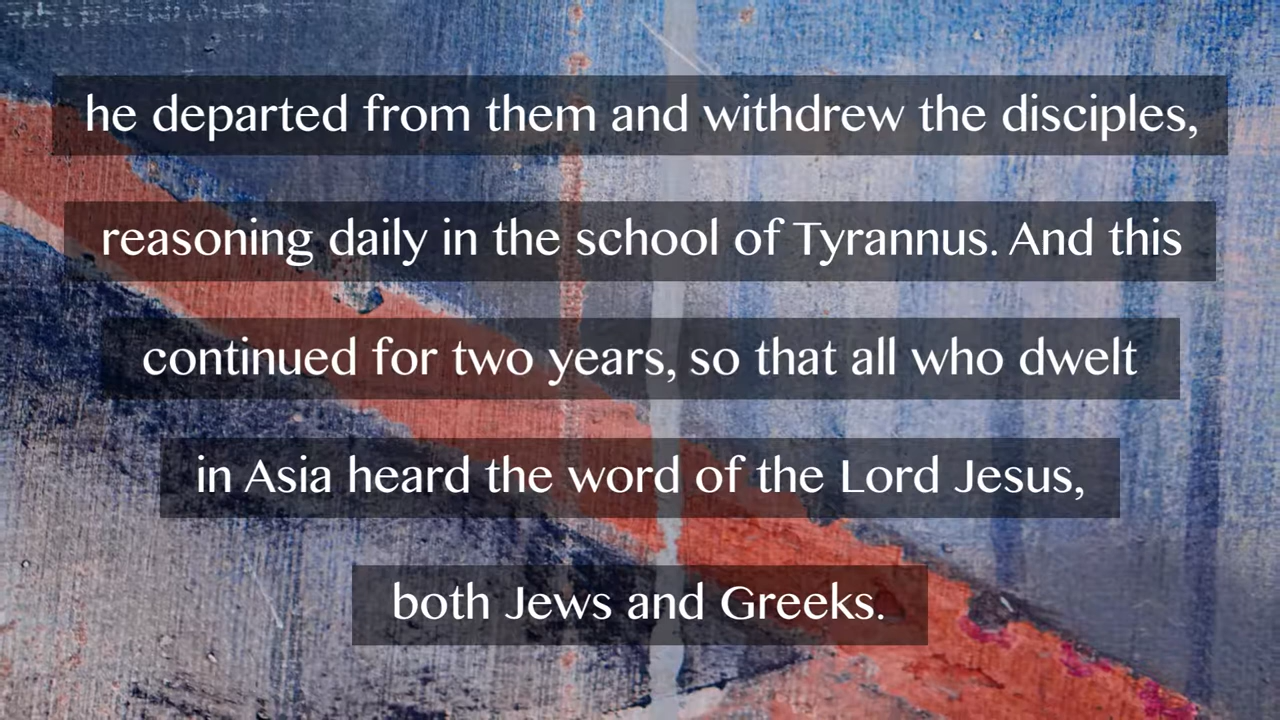 he departed from them and withdrew the disciples,
reasoning daily in the school of Tyrannus. And this
continued for two years, so that all who dwelt
in Asia heard the word of the Lord Jesus,
both Jews and Greeks.